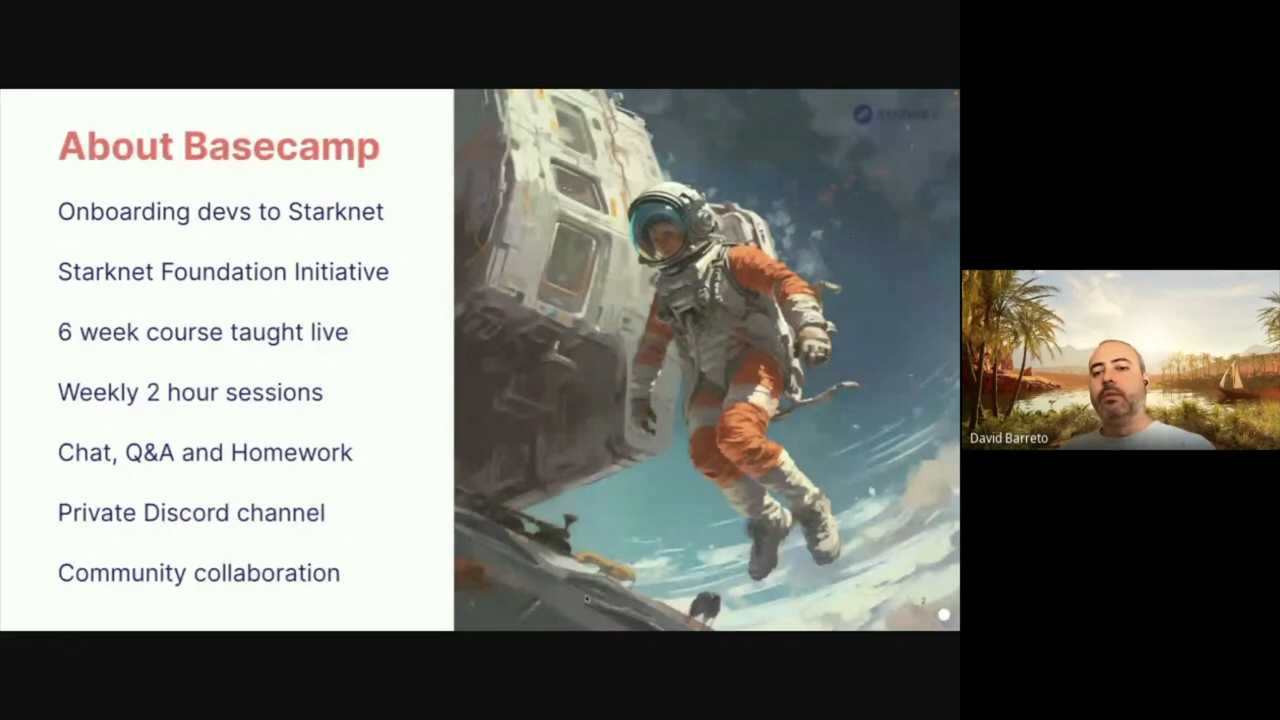 About Basecamp
Onboarding devs to Starknet
Starknet Foundation Initiative
6 week course taught live
Weekly 2 hour sessions
Chat, Q&A and Homework
Private Discord channel
Community collaboration
2
David Barreto